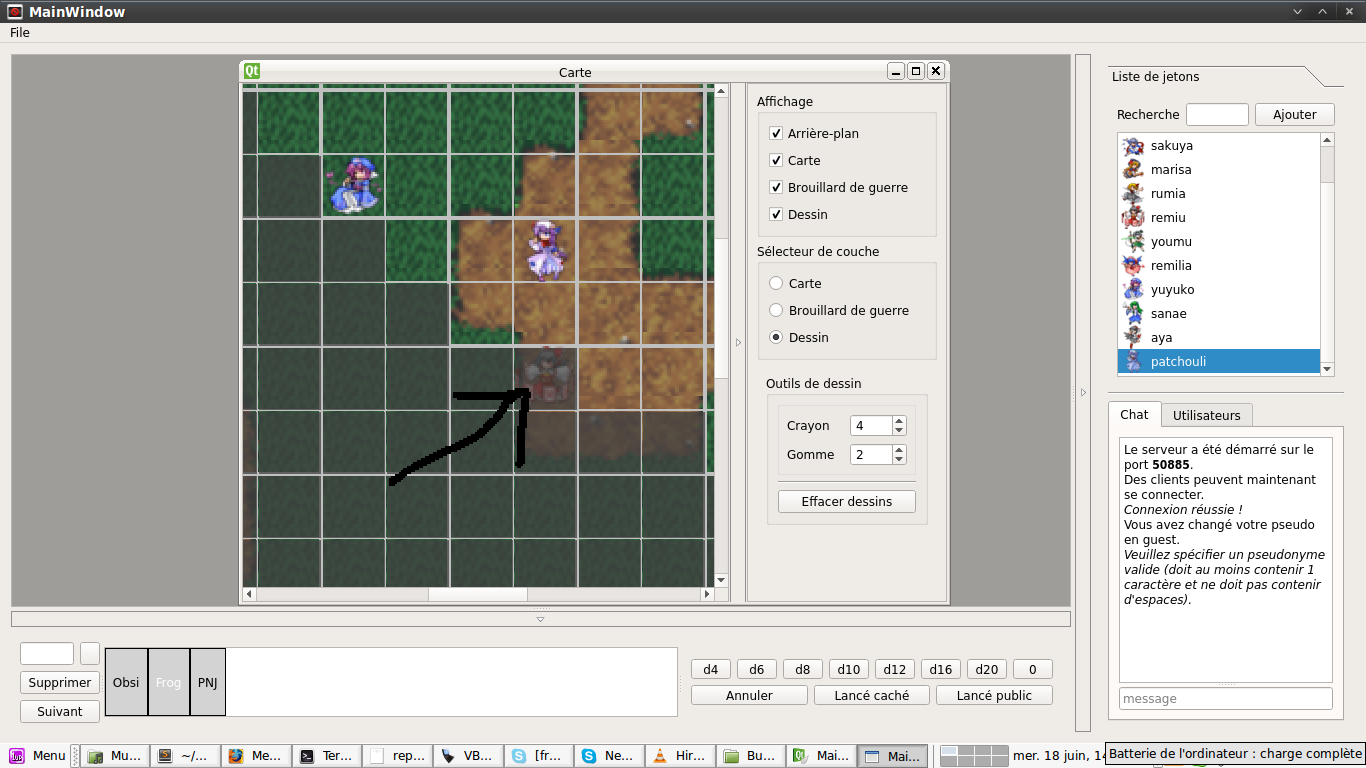 MainWindow
File
Qt
Carte
Affichage
Arrière-plan
Carte
Brouillard de guerre
Dessin
Sélecteur de couche
Carte
Brouillard de guerre
Dessin
Outils de dessin
Crayon 4
Gomme 2
Effacer dessins
Liste de jetons
Recherche Ajouter
sakuya
marisa
rumia
remiu
youmu
remilia
yuyuko
sanae
aya
patchouli
Chat Utilisateurs
Le serveur a été démarré sur le
port 50885.
Des clients peuvent maintenant
se connecter.
Connexion réussie !
Vous avez changé votre pseudo
en guest.
Veuillez spécifier un pseudonyme
valide (doit au moins contenir 1
caractère et ne doit pas contenir
d'espaces).
message
Supprimer
Suivant
Obsi Frog PNJ
d4 d6 d8 d10 d12 d16 d20 0
Annuler Lancé caché Lancé public
Menu Mu... ~/... Me... Ter... rep... VB... [fr... Ne... Hir... Bu... Mai... Mai... mer. 18 juin, 14
Batterie de l'ordinateur : charge complète